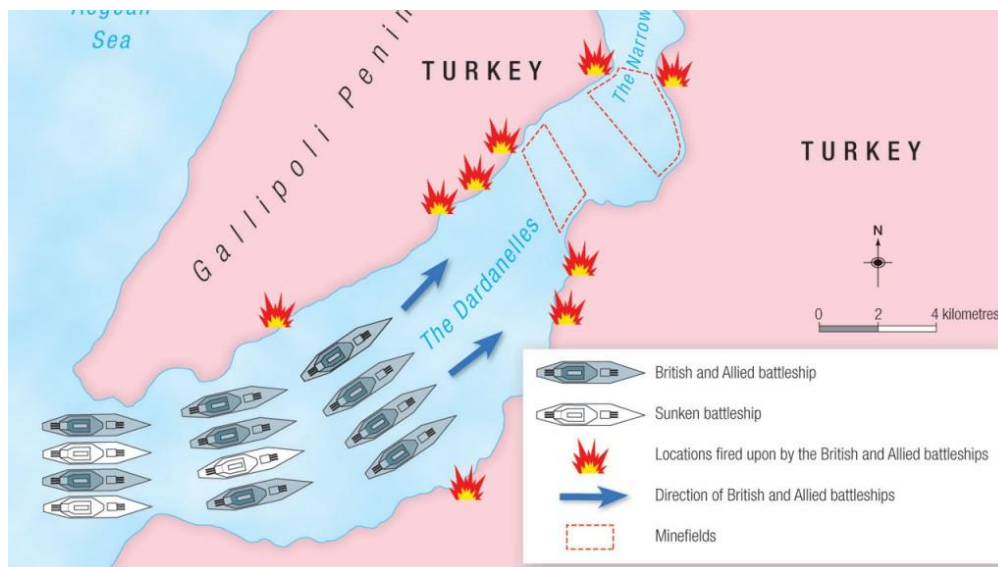 Aegean
Sea
Gallipoli Penin
TURKEY
The Narrow
TURKEY
The Dardanelles
N
0 2 4 kilometres
British and Allied battleship
Sunken battleship
Locations fired upon by the British and Allied battleships
Direction of British and Allied battleships
Minefields